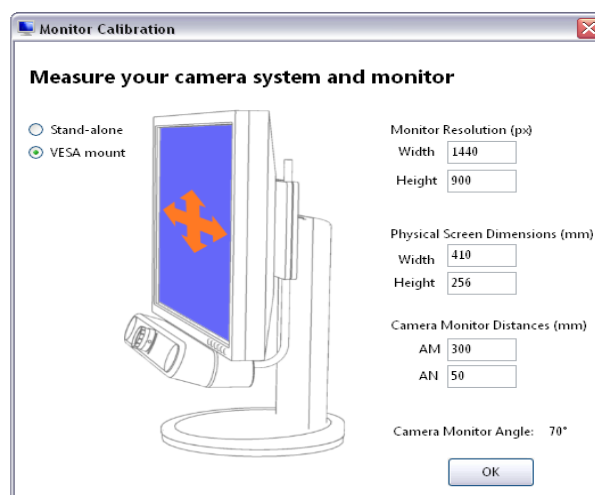 Monitor Calibration
Measure your camera system and monitor
Stand-alone
VESA mount
Monitor Resolution (px)
Width 1440
Height 900
Physical Screen Dimensions (mm)
Width 410
Height 256
Camera Monitor Distances (mm)
AM 300
AN 50
Camera Monitor Angle: 70°
OK